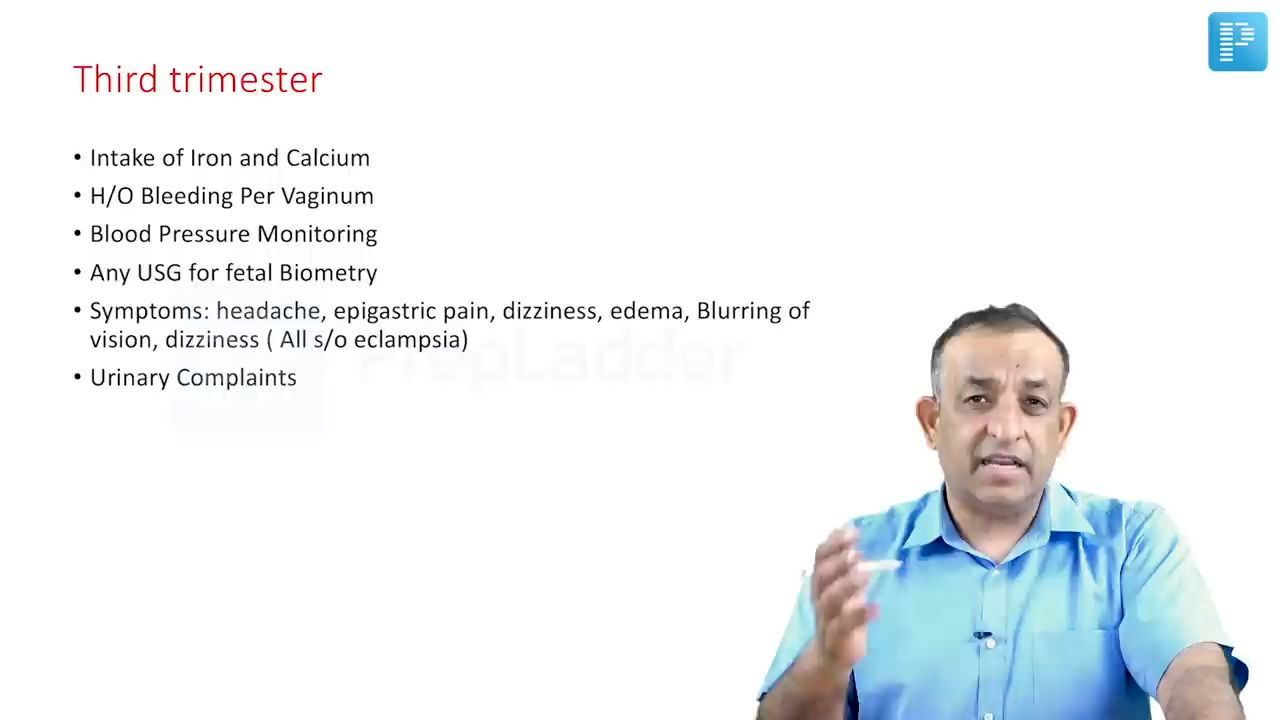 Third trimester
• Intake of Iron and Calcium
• H/O Bleeding Per Vaginum
• Blood Pressure Monitoring
• Any USG for fetal Biometry
• Symptoms: headache, epigastric pain, dizziness, edema, Blurring of
vision, dizziness ( All s/o eclampsia)
PrepLadder
• Urinary Complaints